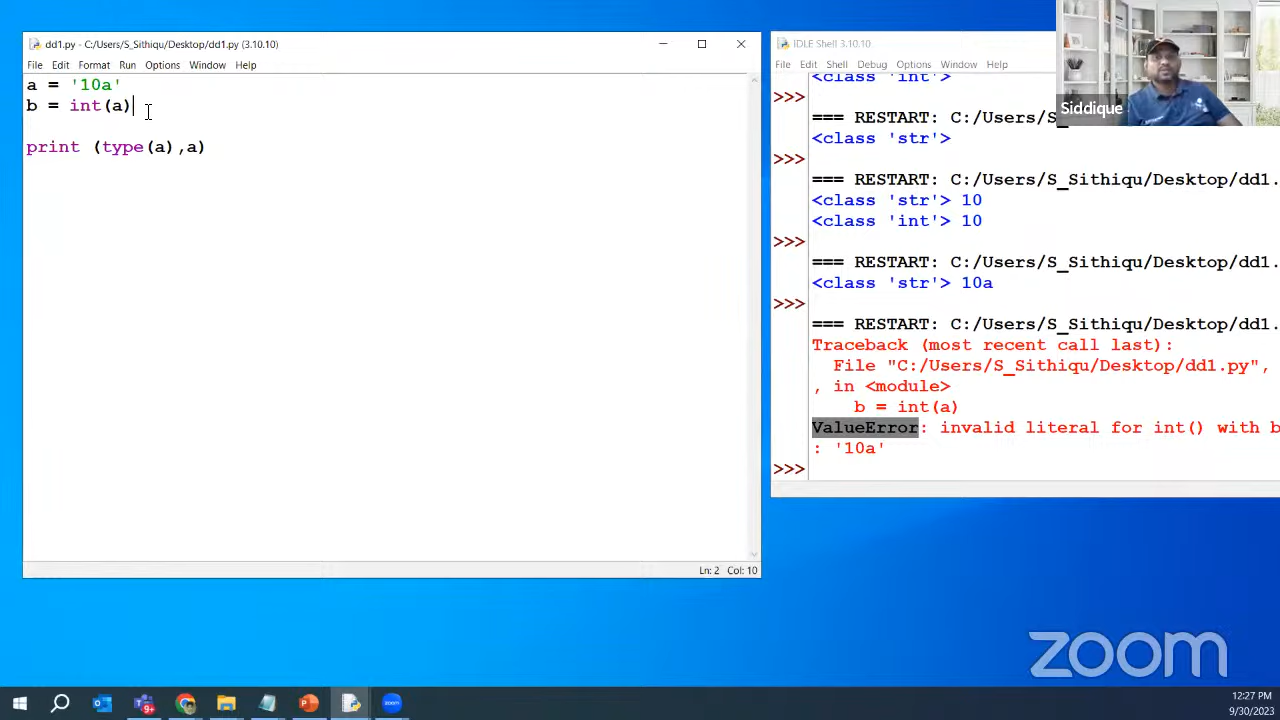 dd1.py - C:/Users/S_Sithiqu/Desktop/dd1.py (3.10.10)
File Edit Format Run Options Window Help
a = '10a'
b = int(a)
print (type(a),a)
Ln: 2 Col: 10
IDLE Shell 3.10.10
File Edit Shell Debug Options Window Help
<class 'int'>
>>>
=== RESTART: C:/Users/S_
<class 'str'>
>>>
=== RESTART: C:/Users/S_Sithiqu/Desktop/dd1.
<class 'str'> 10
<class 'int'> 10
>>>
=== RESTART: C:/Users/S_Sithiqu/Desktop/dd1.
<class 'str'> 10a
>>>
=== RESTART: C:/Users/S_Sithiqu/Desktop/dd1.
Traceback (most recent call last):
File "C:/Users/S_Sithiqu/Desktop/dd1.py",
, in <module>
b = int(a)
ValueError: invalid literal for int() with b
: '10a'
>>>
Siddique
zoom
9+
zoom
12:27 PM
9/30/2023